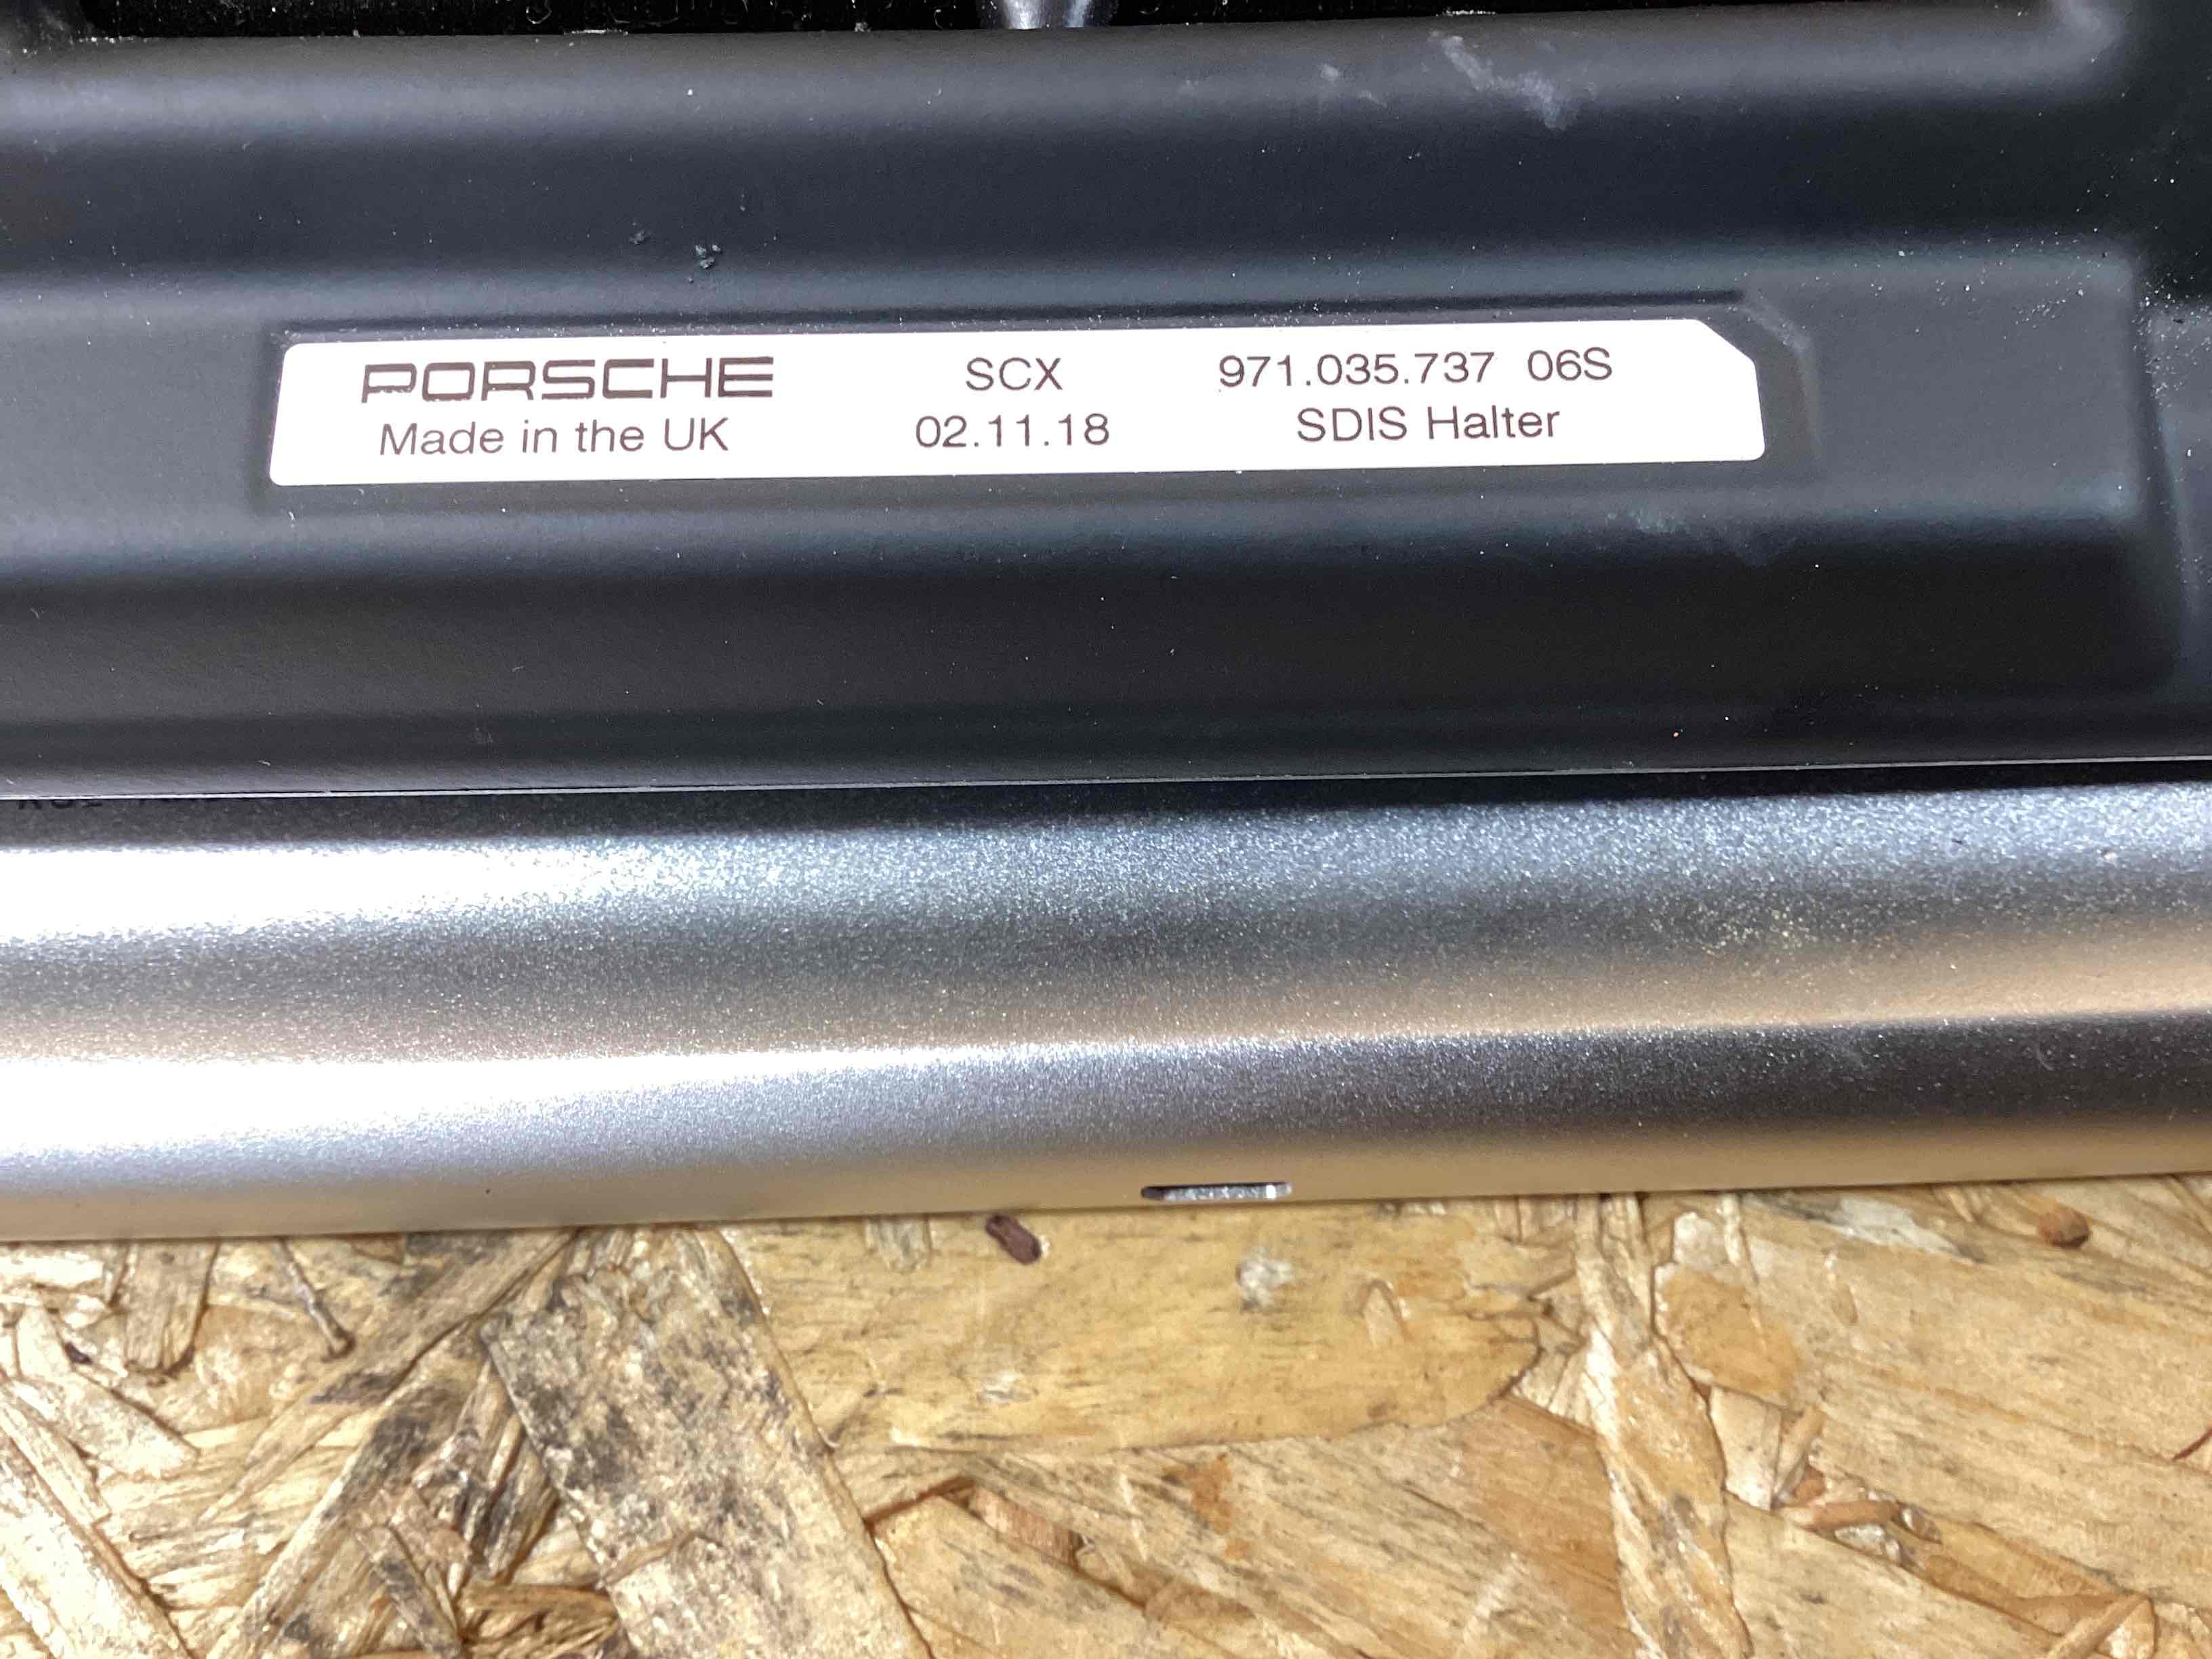 PORSCHE SCX 971.035.737 06S
Made in the UK 02.11.18 SDIS Halter